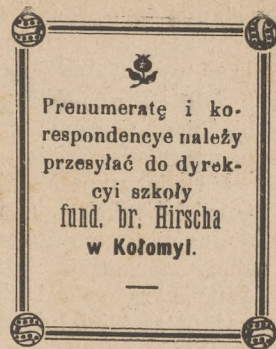 Prenumeratę i ko-
respondencye należy
przesyłać do dyrek-
cyi szkoły
fund. br. Hirscha
w Kołomyi.